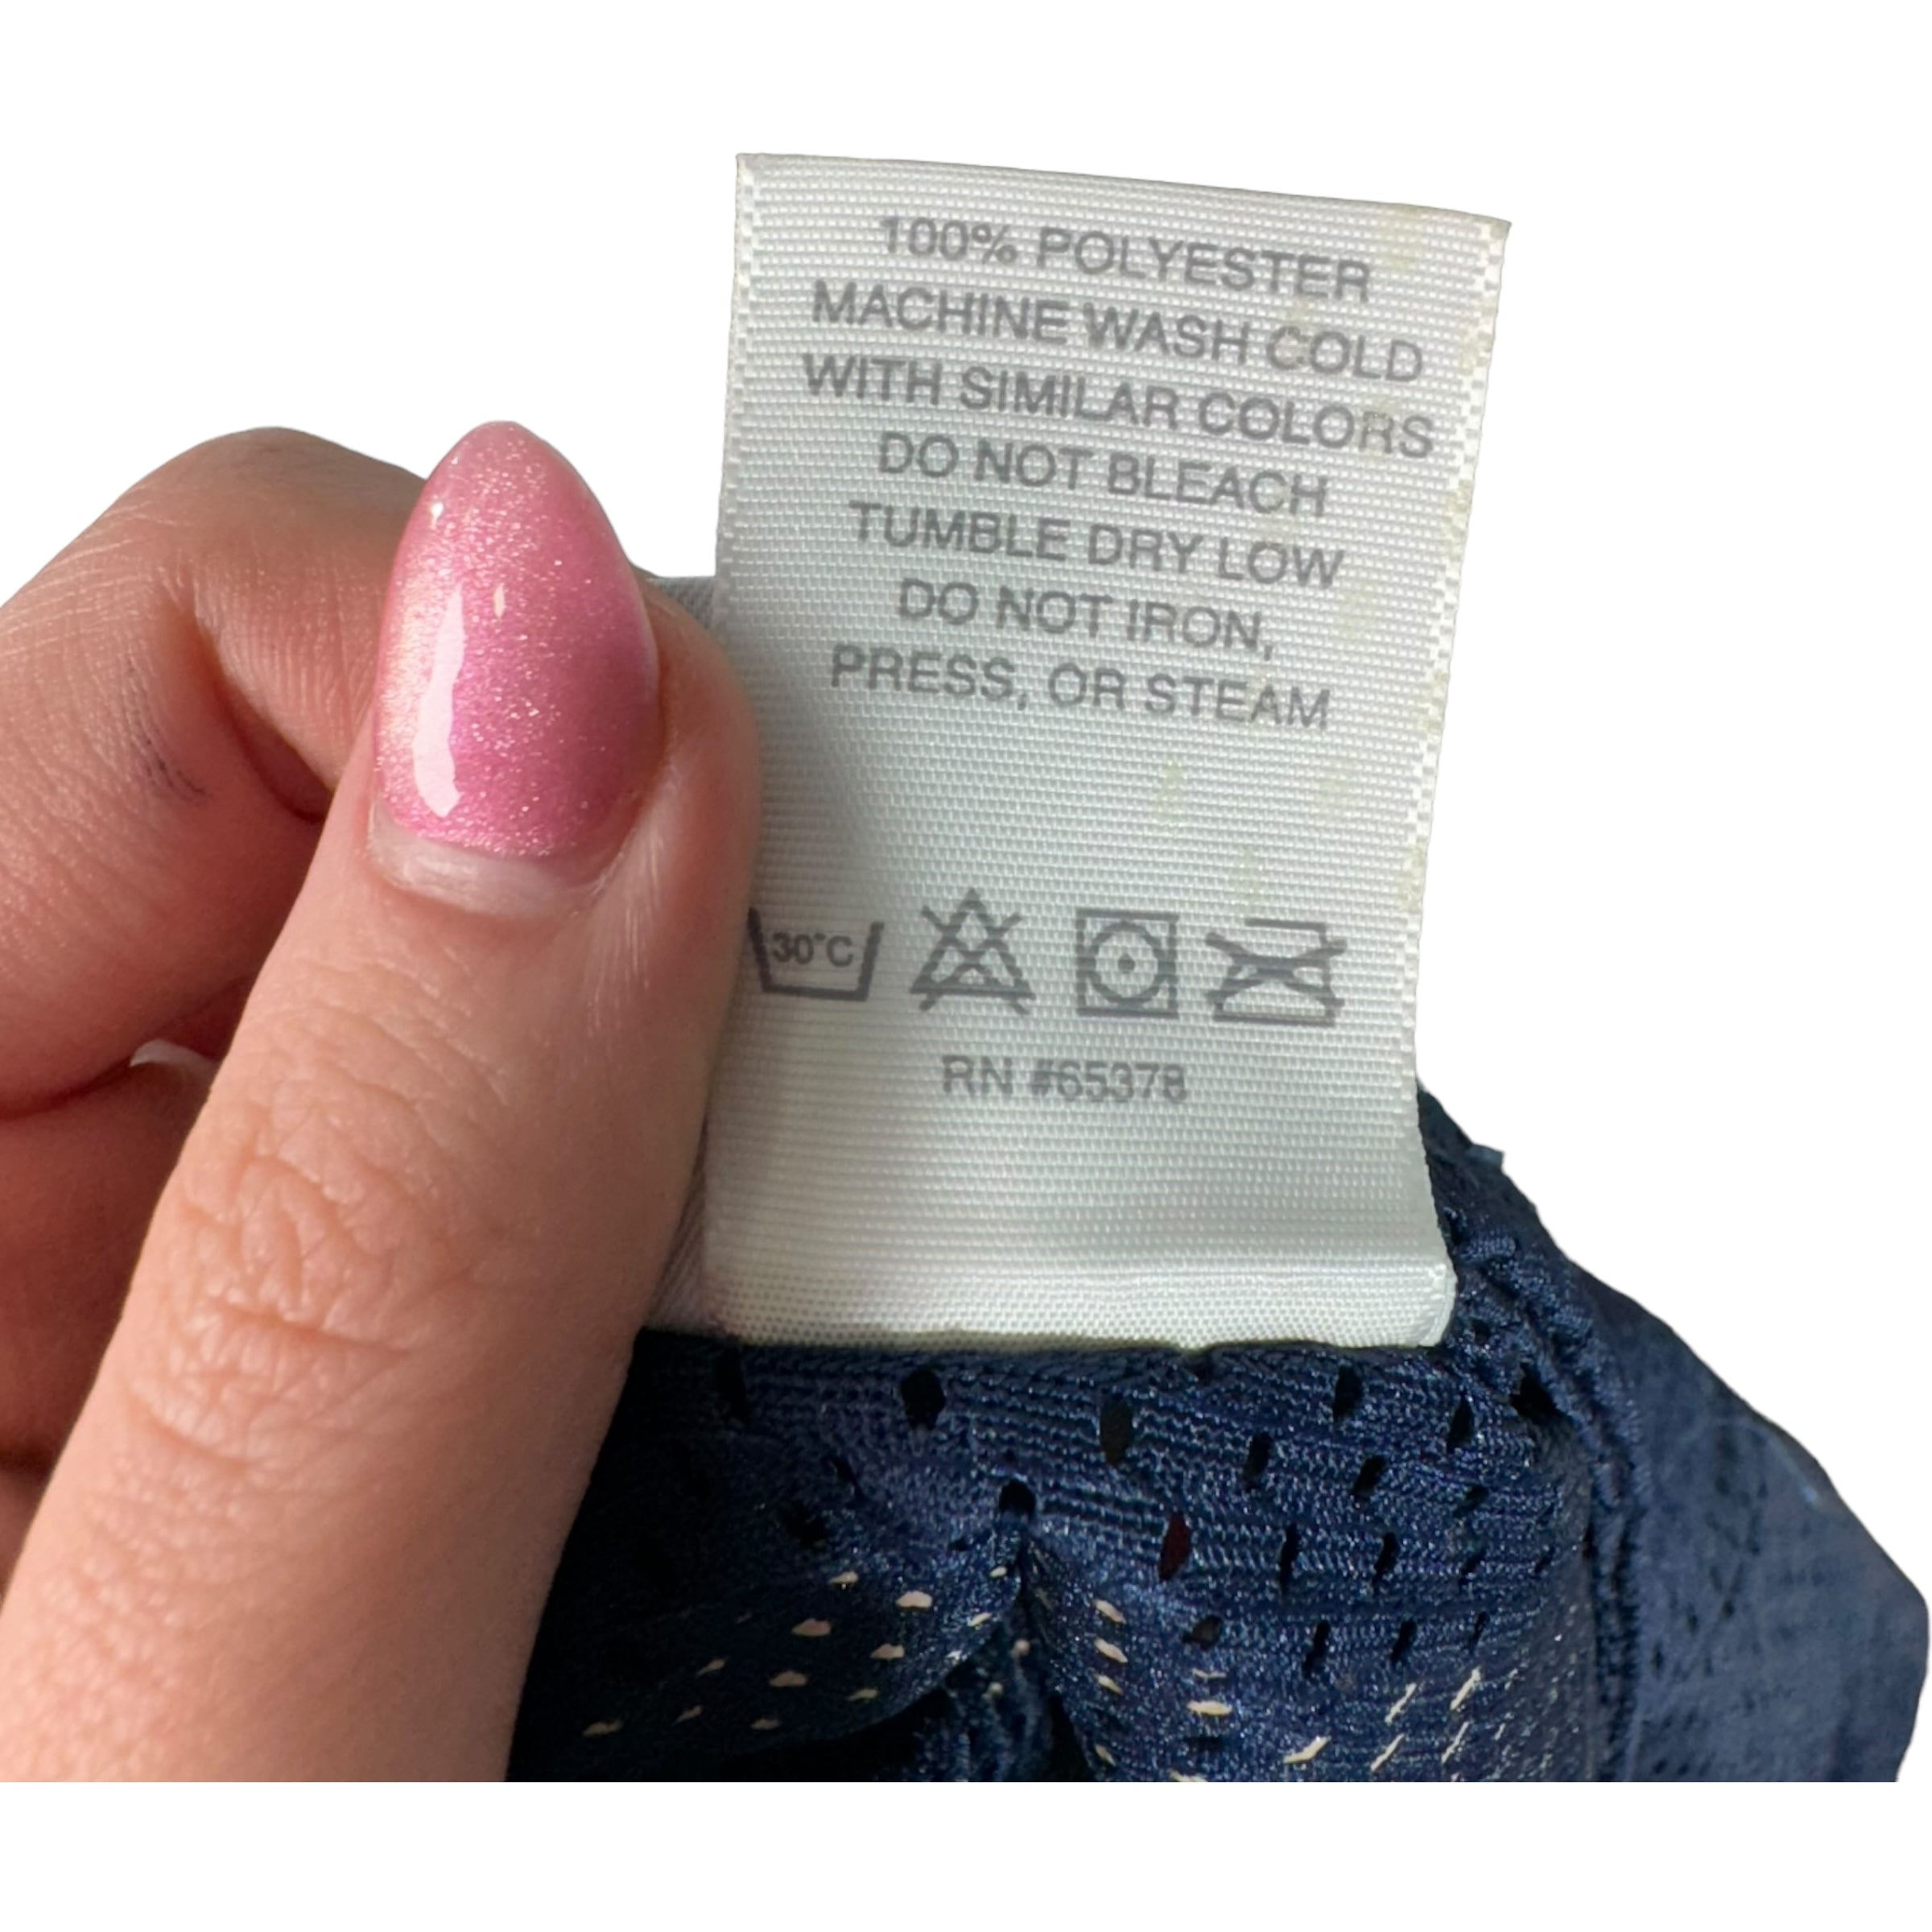 100% POLYESTER
MACHINE WASH COLD
WITH SIMILAR COLORS
DO NOT BLEACH
TUMBLE DRY LOW
DO NOT IRON,
PRESS, OR STEAM
30°C
RN #65378